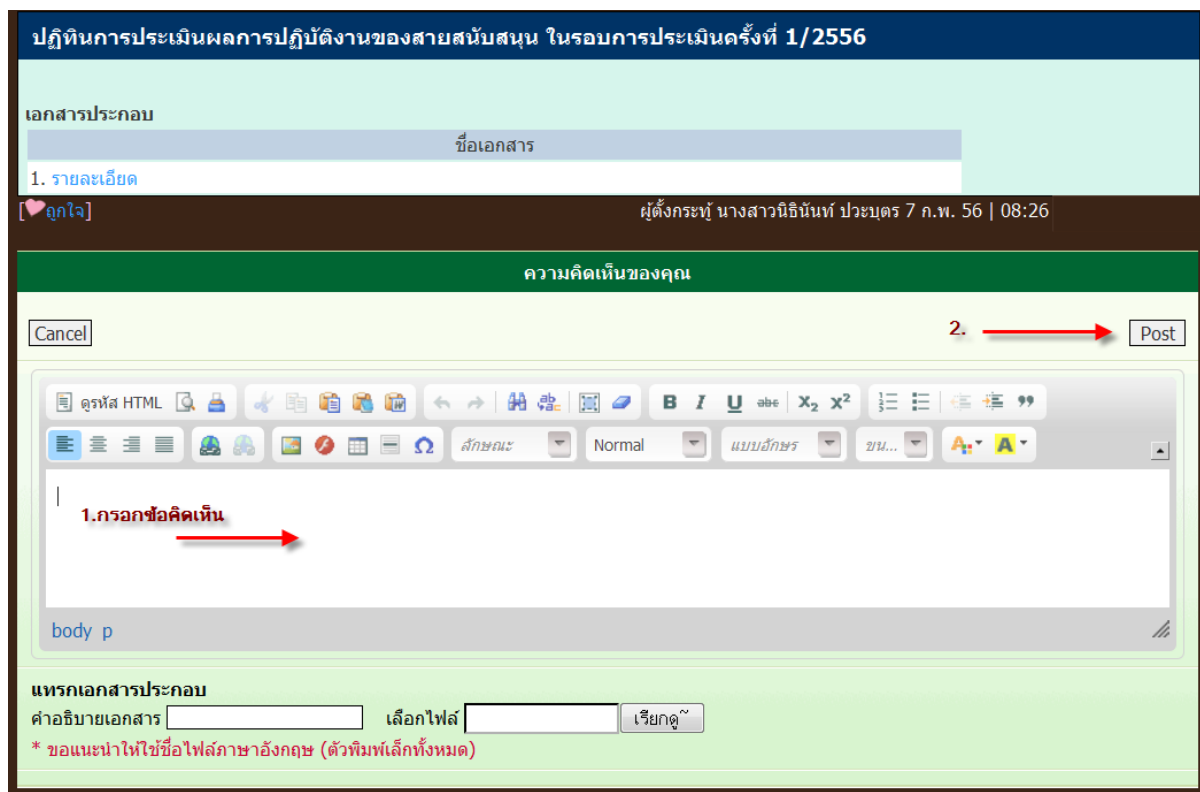 ปฏิทินการประเมินผลการปฏิบัติงานของสายสนับสนุน ในรอบการประเมินครั้งที่ 1/2556
เอกสารประกอบ
ชื่อเอกสาร
1. รายละเอียด
[ถูกใจ] ผู้ตั้งกระทู้ นางสาวนิธินันท์ ปวะบุตร 7 ก.พ. 56 | 08:26
ความคิดเห็นของคุณ
Cancel 2. Post
ดูรหัส HTML B I U abc X₂ X²
ลักษณะ Normal แบบอักษร ขน... A A
1.กรอกข้อคิดเห็น
body p
แทรกเอกสารประกอบ
คำอธิบายเอกสาร เลือกไฟล์ เรียกดู~
* ขอแนะนำให้ใช้ชื่อไฟล์ภาษาอังกฤษ (ตัวพิมพ์เล็กทั้งหมด)